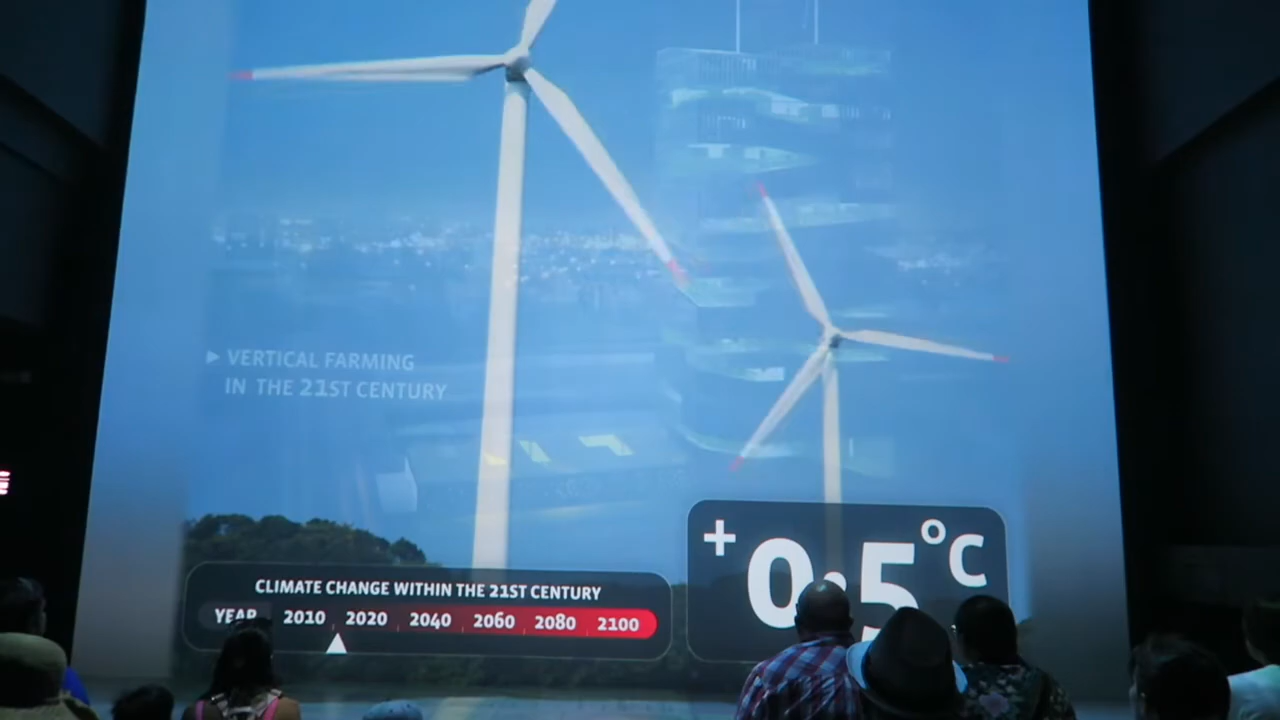 VERTICAL FARMING
IN THE 21ST CENTURY
+0.5°C
CLIMATE CHANGE WITHIN THE 21ST CENTURY
YEAR 2010 2020 2040 2060 2080 2100